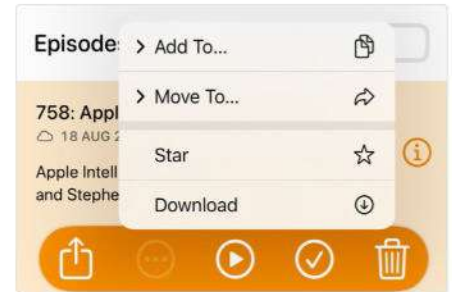 Episode
Add To...
Move To...
758: Appl
18 AUG 2
Star
Apple Intell
and Stephe
Download